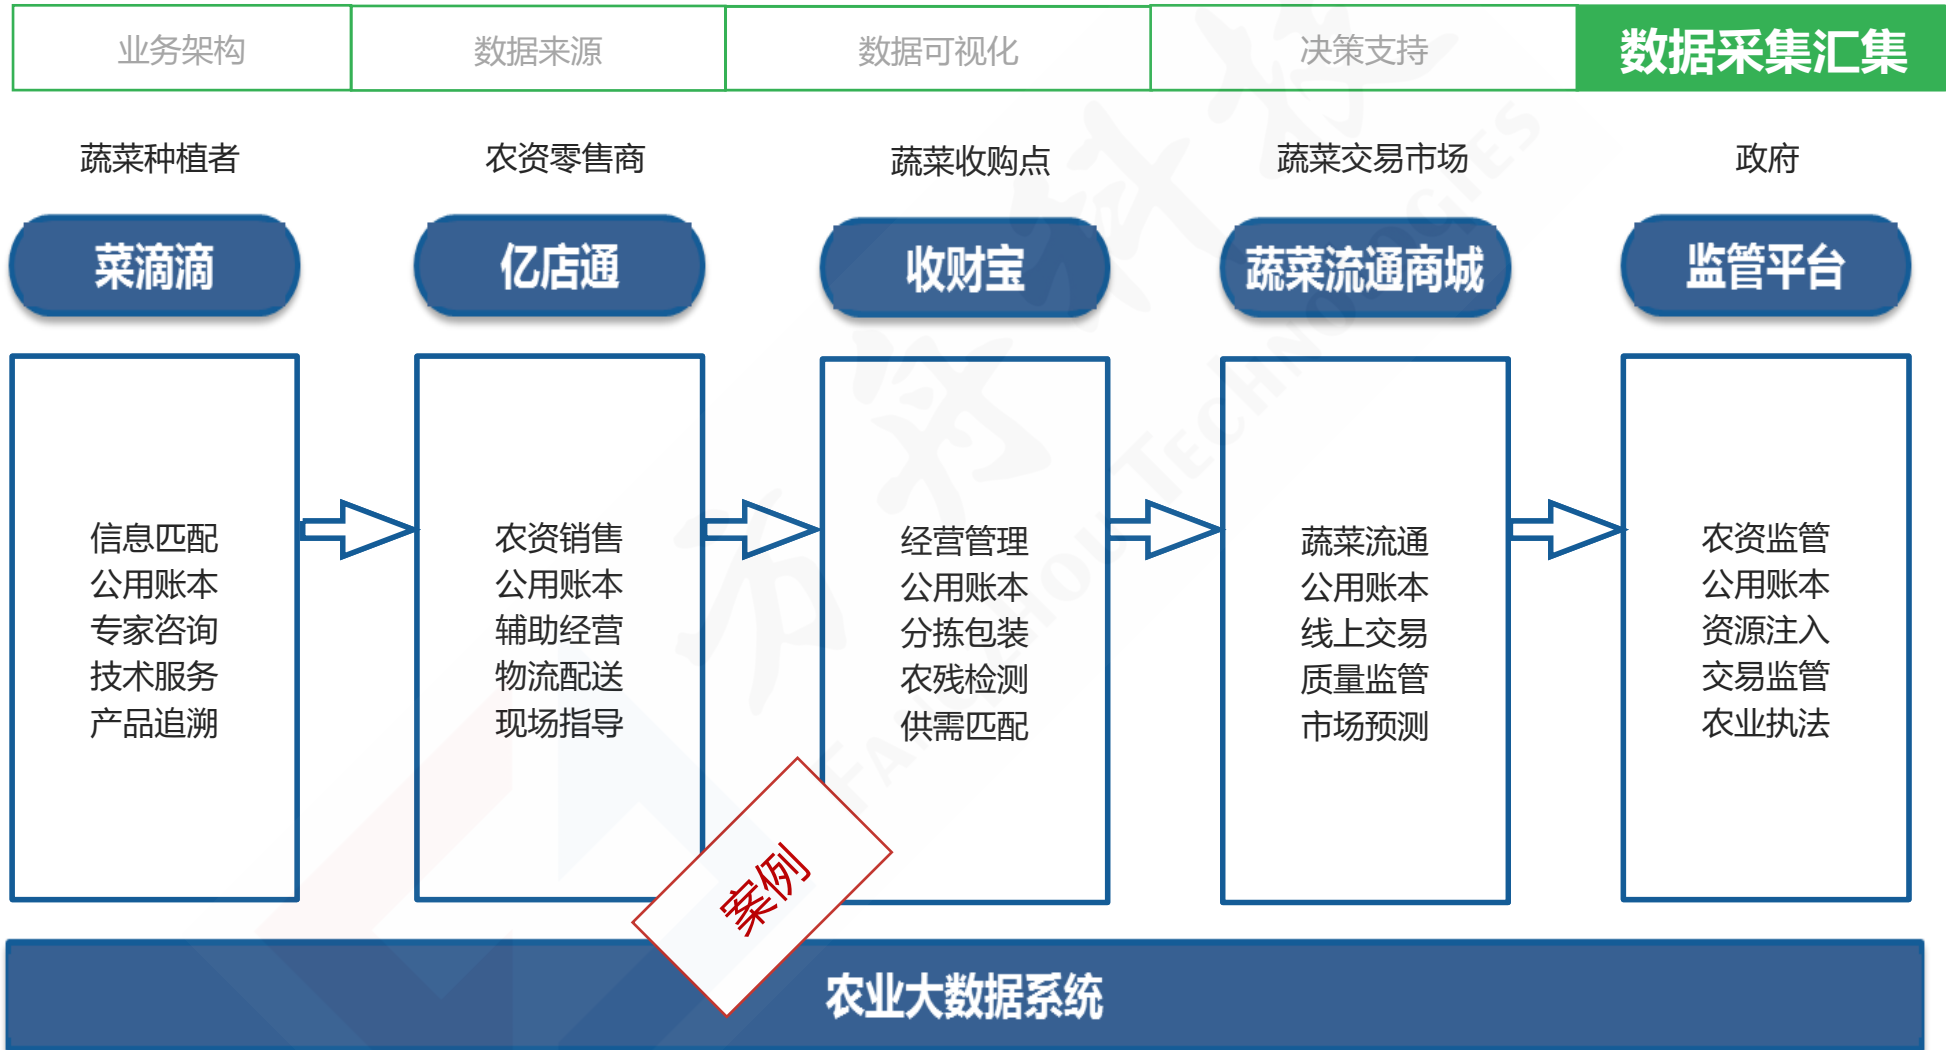 业务架构
数据来源
数据可视化
决策支持
数据采集汇集
蔬菜种植者
农资零售商
蔬菜收购点
蔬菜交易市场
政府
菜滴滴
亿店通
收财宝
蔬菜流通商城
监管平台
信息匹配
公用账本
专家咨询
技术服务
产品追溯
农资销售
公用账本
辅助经营
物流配送
现场指导
经营管理
公用账本
分拣包装
农残检测
供需匹配
蔬菜流通
公用账本
线上交易
质量监管
市场预测
农资监管
公用账本
资源注入
交易监管
农业执法
案例
农业大数据系统